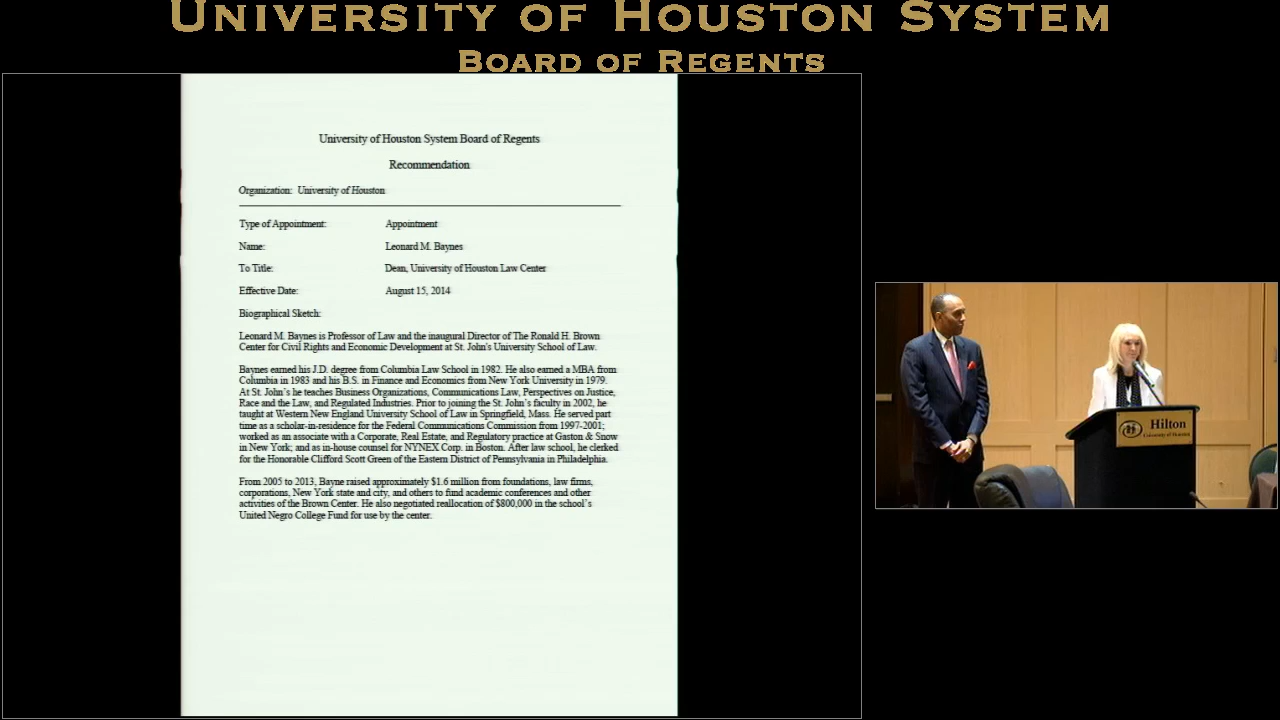 UNIVERSITY OF HOUSTON SYSTEM
BOARD OF REGENTS
University of Houston System Board of Regents
Recommendation
Organization: University of Houston
Type of Appointment: Appointment
Name: Leonard M. Baynes
To Title: Dean, University of Houston Law Center
Effective Date: August 15, 2014
Biographical Sketch:
Leonard M. Baynes is Professor of Law and the inaugural Director of The Ronald H. Brown
Center for Civil Rights and Economic Development at St. John's University School of Law.
Baynes earned his J.D. degree from Columbia Law School in 1982. He also earned a MBA from
Columbia in 1983 and his B.S. in Finance and Economics from New York University in 1979.
At St. John's he teaches Business Organizations, Communications Law, Perspectives on Justice,
Race and the Law, and Regulated Industries. Prior to joining the St. John's faculty in 2002, he
taught at Western New England University School of Law in Springfield, Mass. He served part
time as a scholar-in-residence for the Federal Communications Commission from 1997-2001;
worked as an associate with a Corporate, Real Estate, and Regulatory practice at Gaston & Snow
in New York; and as in-house counsel for NYNEX Corp. in Boston. After law school, he clerked
for the Honorable Clifford Scott Green of the Eastern District of Pennsylvania in Philadelphia.
From 2005 to 2013, Bayne raised approximately $1.6 million from foundations, law firms,
corporations, New York state and city, and others to find academic conferences and other
activities of the Brown Center. He also negotiated reallocation of $800,000 in the school's
United Negro College Fund for use by the center.
Hilton
University of Houston